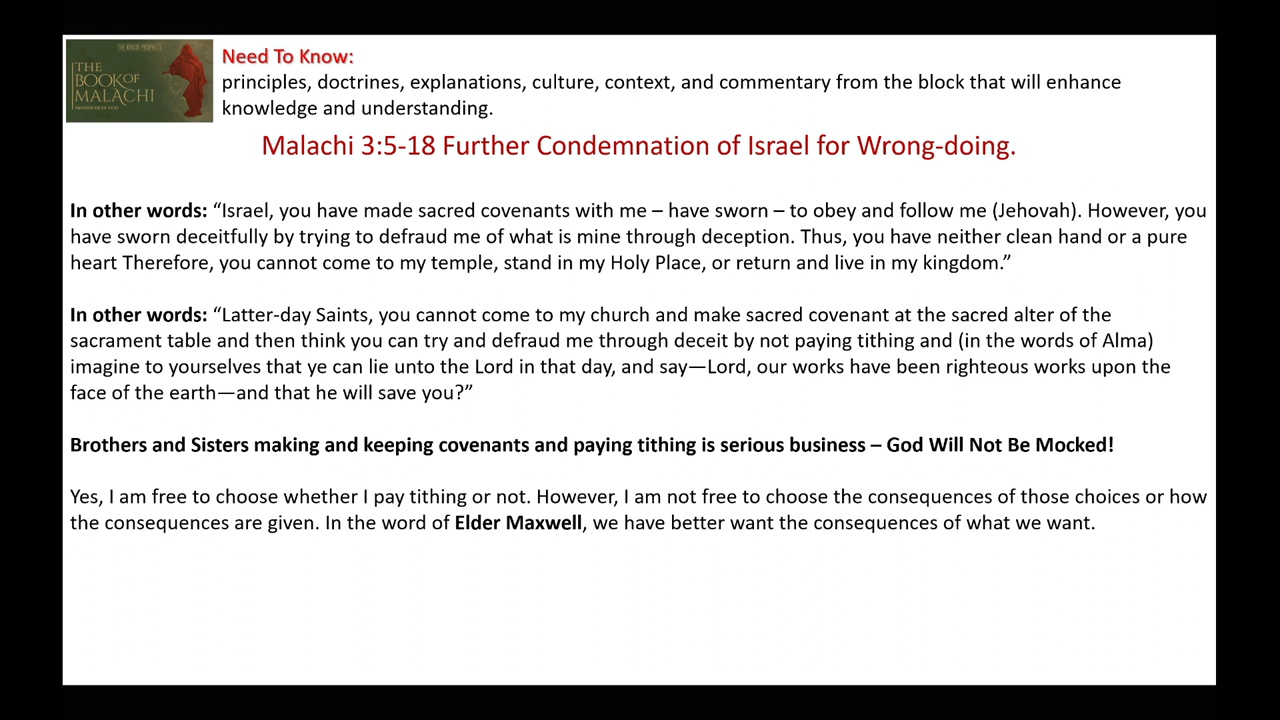 THE MINOR PROPHETS
THE
BOOK OF
MALACHI
Need To Know:
principles, doctrines, explanations, culture, context, and commentary from the block that will enhance
knowledge and understanding.
Malachi 3:5-18 Further Condemnation of Israel for Wrong-doing.
In other words: “Israel, you have made sacred covenants with me – have sworn – to obey and follow me (Jehovah). However, you
have sworn deceitfully by trying to defraud me of what is mine through deception. Thus, you have neither clean hand or a pure
heart Therefore, you cannot come to my temple, stand in my Holy Place, or return and live in my kingdom.”
In other words: “Latter-day Saints, you cannot come to my church and make sacred covenant at the sacred alter of the
sacrament table and then think you can try and defraud me through deceit by not paying tithing and (in the words of Alma)
imagine to yourselves that ye can lie unto the Lord in that day, and say—Lord, our works have been righteous works upon the
face of the earth—and that he will save you?”
Brothers and Sisters making and keeping covenants and paying tithing is serious business – God Will Not Be Mocked!
Yes, I am free to choose whether I pay tithing or not. However, I am not free to choose the consequences of those choices or how
the consequences are given. In the word of Elder Maxwell, we have better want the consequences of what we want.